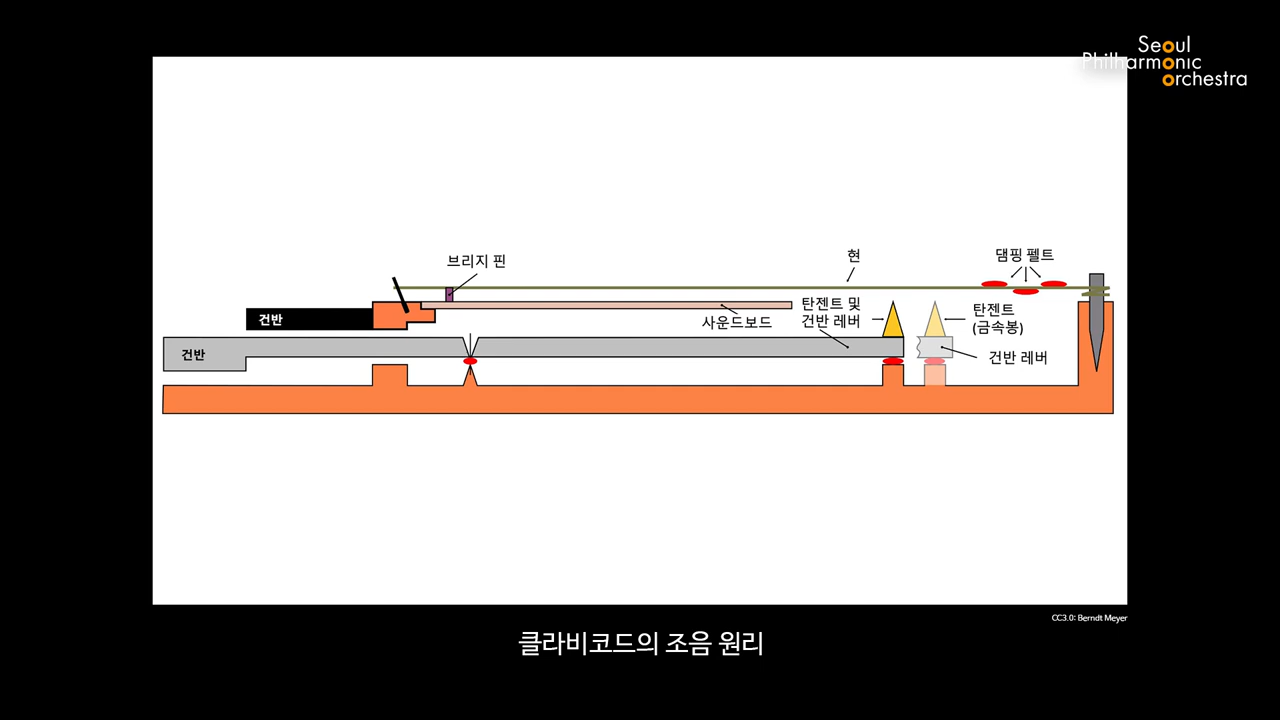 Seoul
Philharmonic
orchestra
브리지 핀
현
댐핑 펠트
건반
사운드보드
탄젠트 및
건반 레버
탄젠트
(금속봉)
건반
건반 레버
CC3.0: Berndt Meyer
클라비코드의 조음 원리